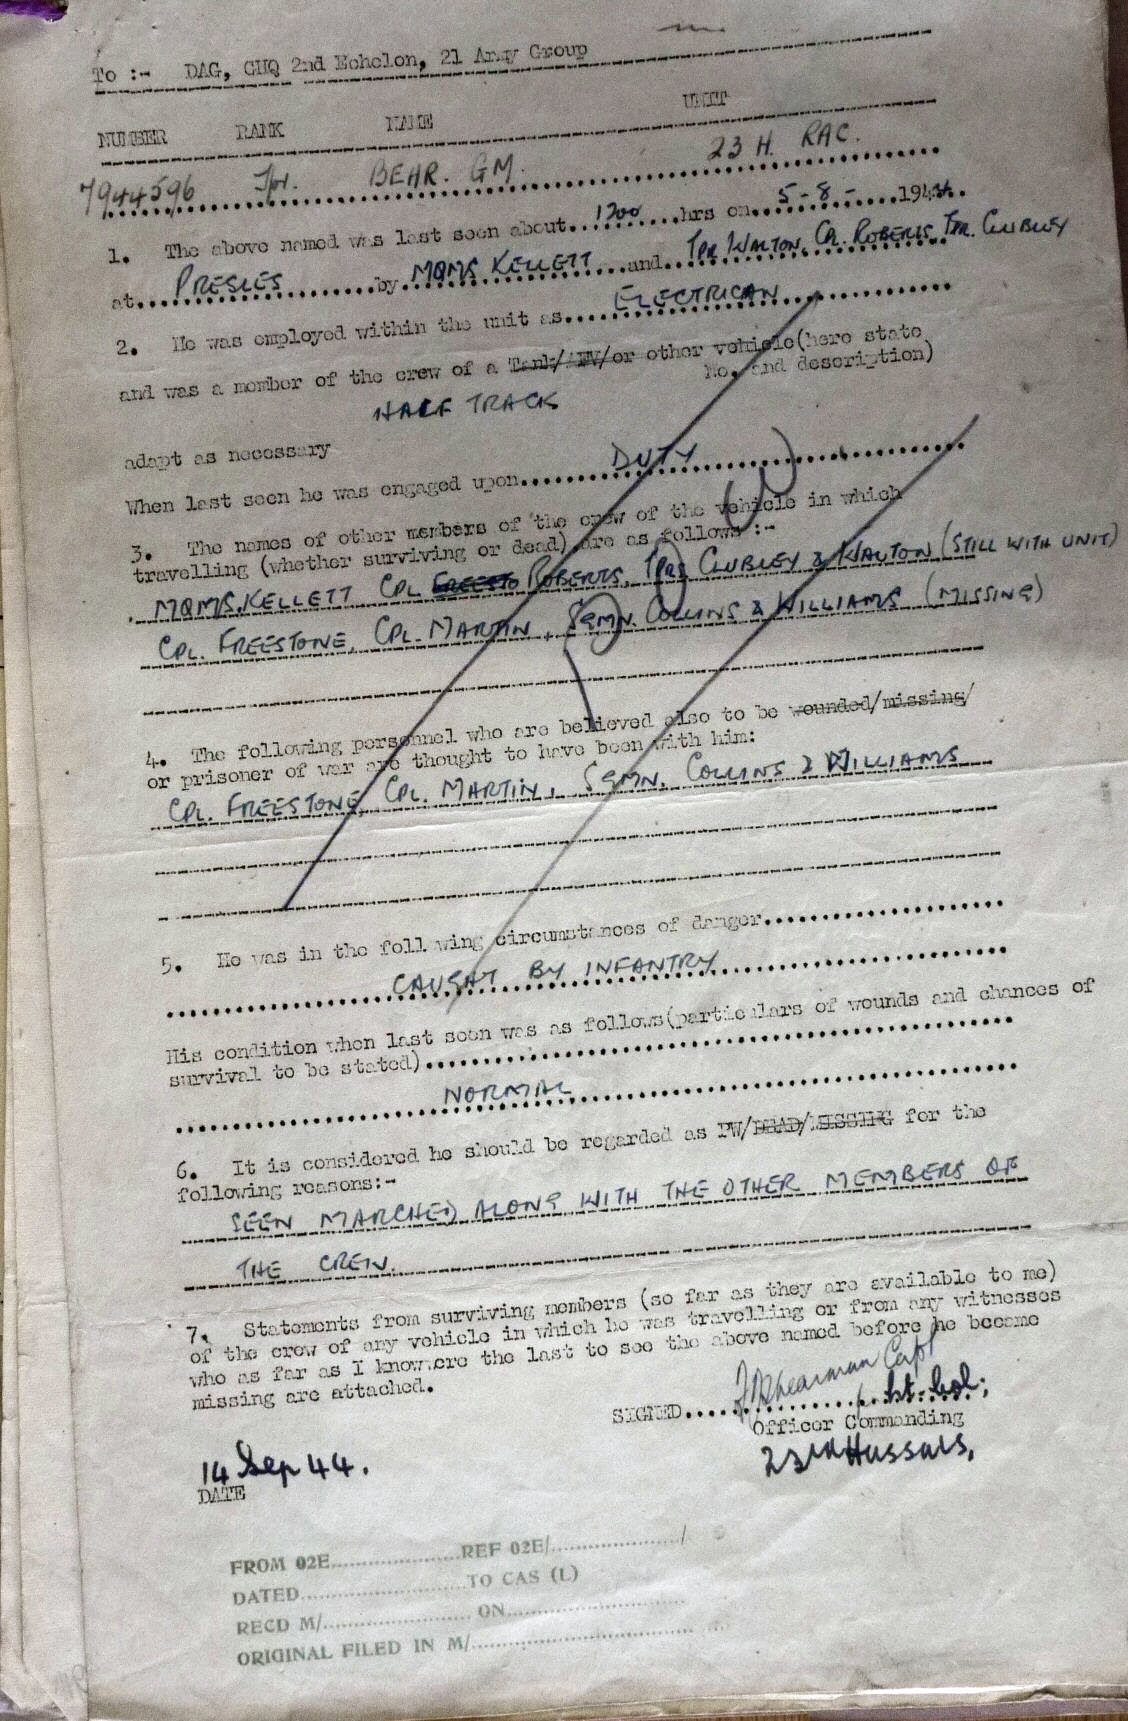 To :- DAG, GHQ 2nd Echelon, 21 Army Group
NUMBER RANK NAME UNIT
7944596 Tpr. BEHR. GM. 23 H. RAC.
1. The above named was last seen about..1200....hrs on..5-8-......1944..
at...PRESLES........by MQMS KELLETT...and...TPR WALTON, CPL. ROBERTS, TPR. CLUBLEY
2. He was employed within the unit as...ELECTRICAN..............
and was a member of the crew of a Tank/AFV/or other vehicle(here state
No. and description)
HALF TRACK
adapt as necessary
When last seen he was engaged upon.......DUTY....................
3. The names of other members of the crew of the vehicle in which
travelling (whether surviving or dead) are as follows :-
MQMS. KELLETT CPL FREESTO ROBERTS, TPRS CLUBLEY & WALTON (STILL WITH UNIT)
CPL. FREESTONE, CPL. MARTIN, SGMN. COLLINS & WILLIAMS (MISSING)
4. The following personnel who are believed also to be wounded/missing/
or prisoner of war are thought to have been with him:
CPL. FREESTONE, CPL. MARTIN, SGMN. COLLINS & WILLIAMS
5. He was in the foll wing circumstances of danger....................
CAUGHT BY INFANTRY
His condition when last seen was as follows(particulars of wounds and chances of
survival to be stated)........................................
NORMAL
6. It is considered he should be regarded as PW/DEAD/MISSING for the
following reasons:-
SEEN MARCHED ALONG WITH THE OTHER MEMBERS OF
THE CREW.
7. Statements from surviving members (so far as they are available to me)
of the crew of any vehicle in which he was travelling or from any witnesses
who as far as I know were the last to see the above named before he became
missing are attached.
Shearman Capt
SIGNED.................. Lt-Col;
Officer Commanding
23rd Hussars,
14 Sep 44.
DATE
FROM 02E....................REF 02E/..................../
DATED.........................TO CAS (L)
RECD M/....................... ON...........................
ORIGINAL FILED IN M/...................................